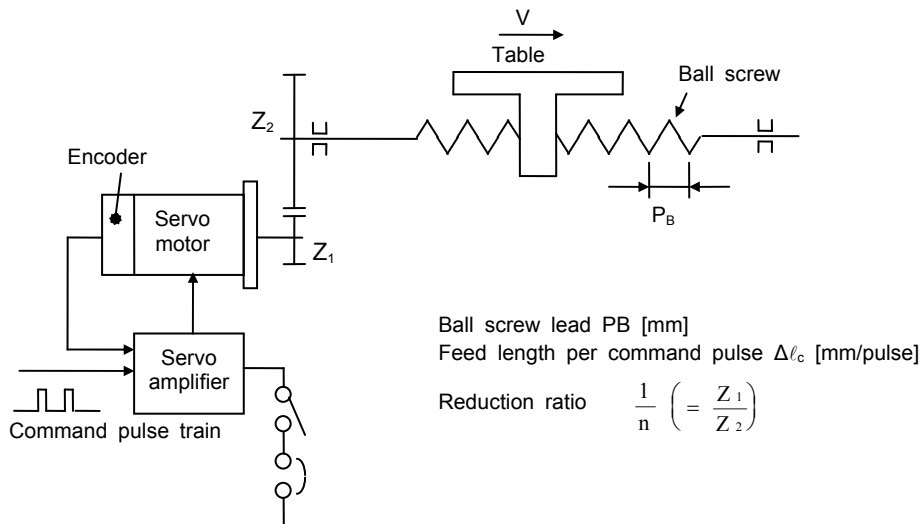 V
Table
Ball screw
Z₂
Encoder
P_B
Servo
motor
Z₁
Ball screw lead PB [mm]
Feed length per command pulse Δℓc [mm/pulse]
Servo
amplifier
Reduction ratio 1/n ( = Z₁/Z₂ )
Command pulse train